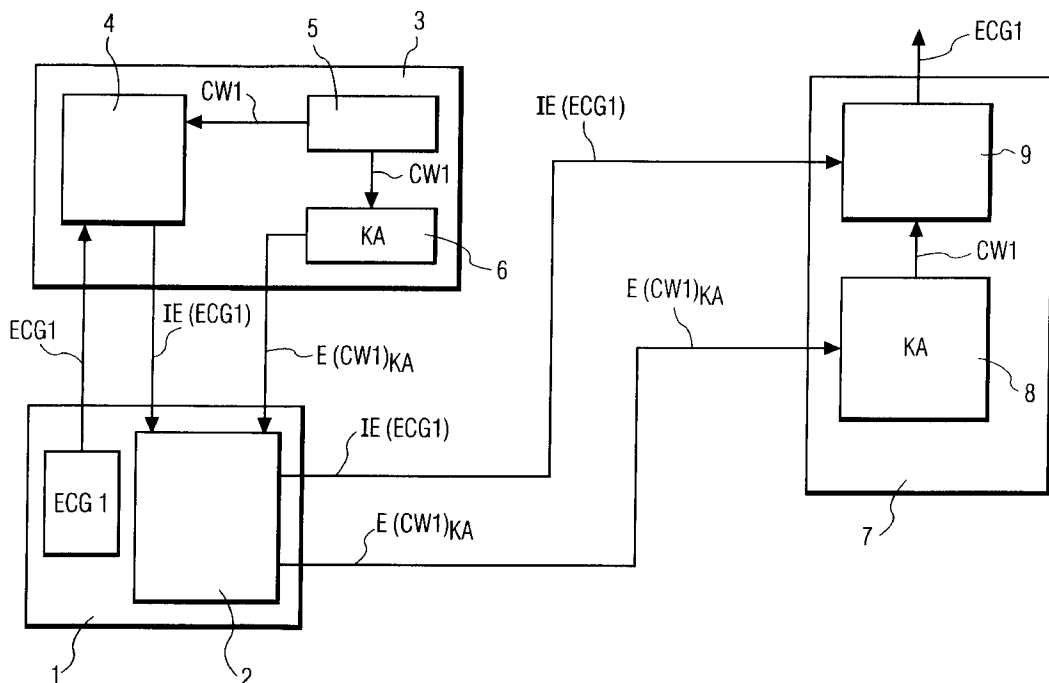 4
5
3
ECG1
CW1
IE (ECG1)
9
CW1
KA
6
CW1
ECG1
IE (ECG1)
E (CW1)KA
E (CW1)KA
KA
8
ECG 1
IE (ECG1)
E (CW1)KA
7
1
2